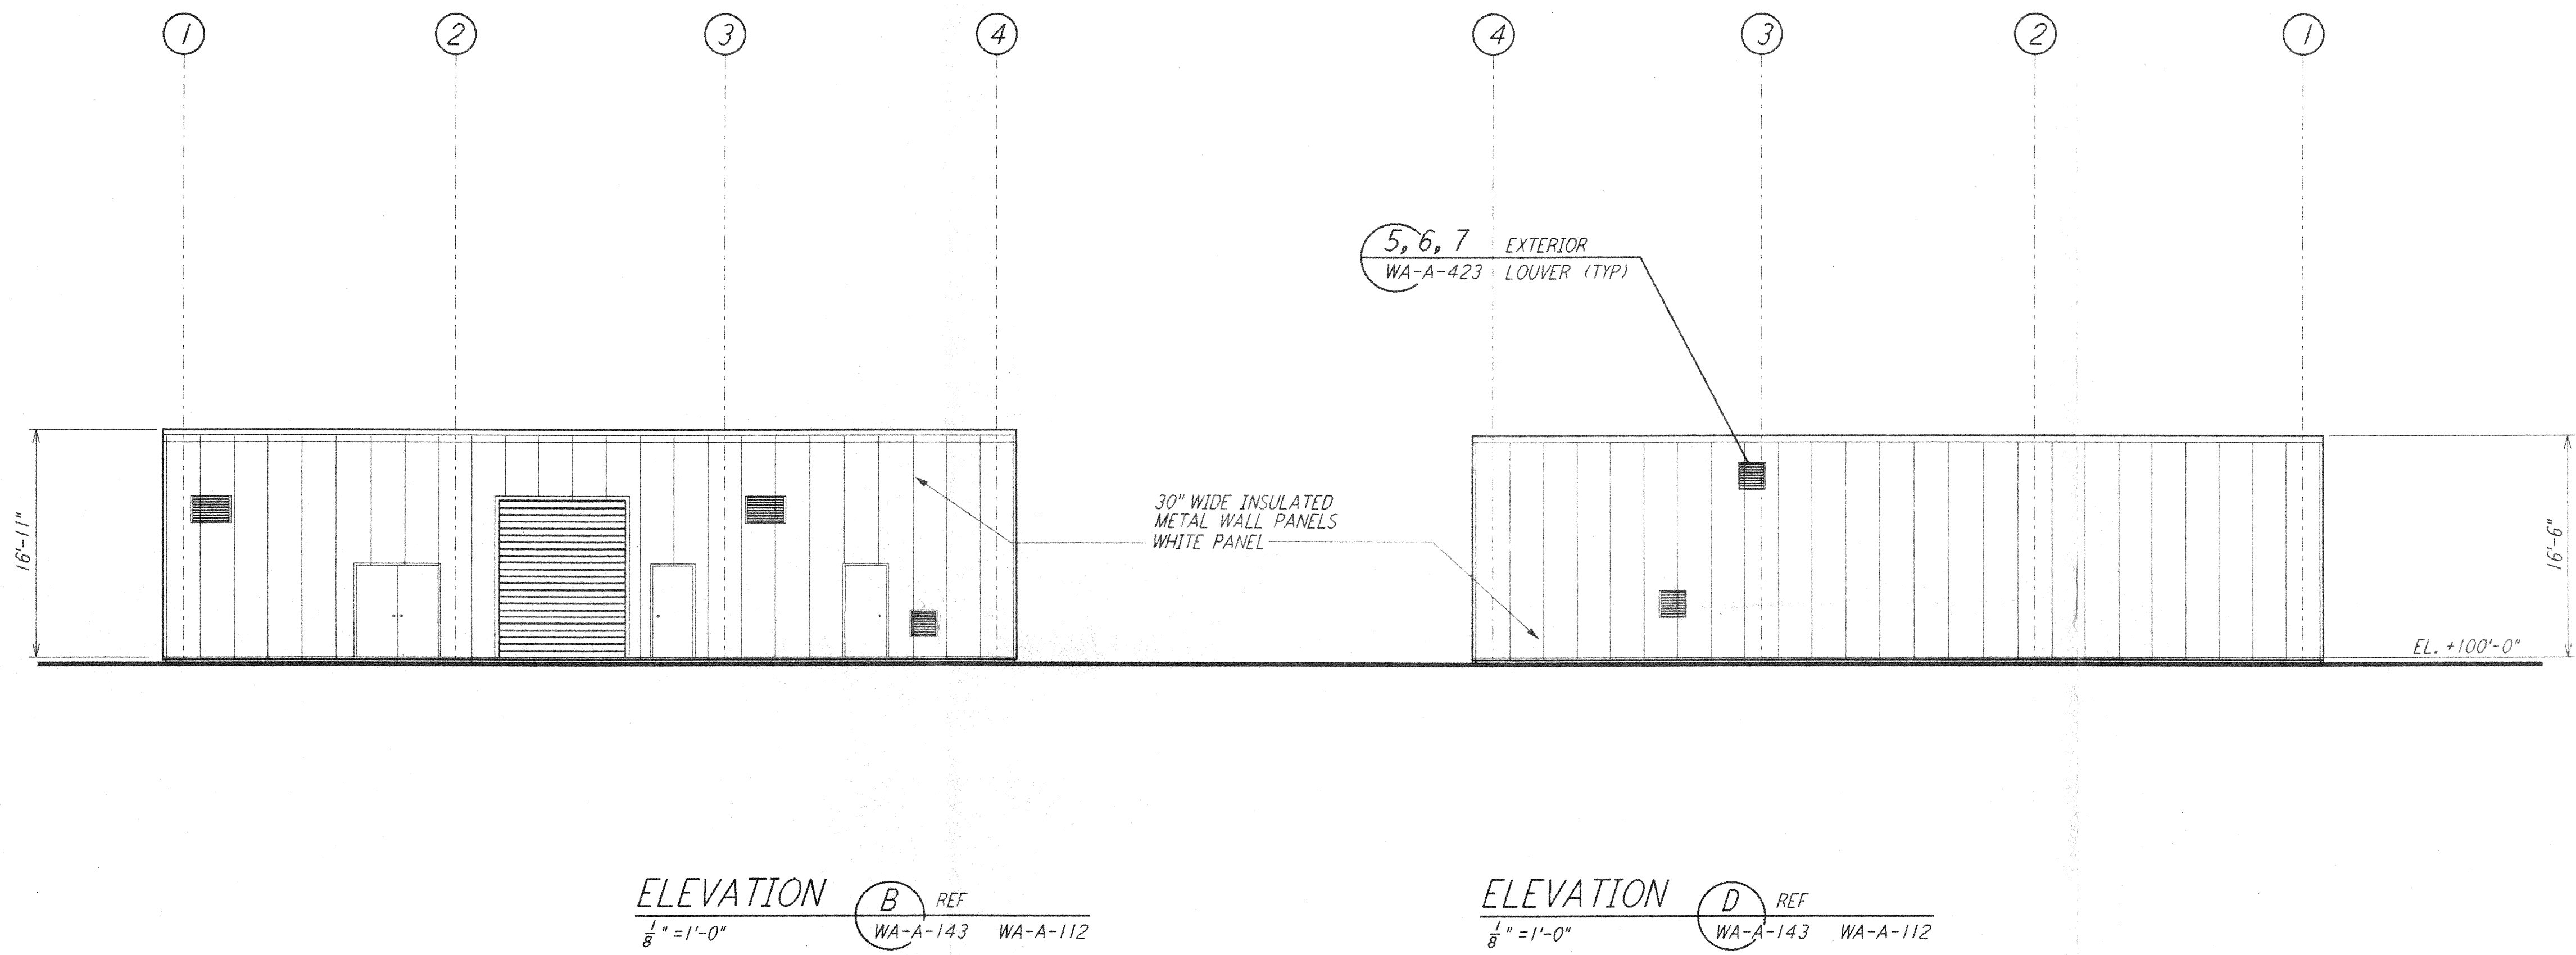 1 2 3 4 4 3 2 1
5, 6, 7 EXTERIOR
WA-A-423 LOUVER (TYP)
16'-11"
30" WIDE INSULATED
METAL WALL PANELS
WHITE PANEL
16'-6"
EL. +100'-0"
ELEVATION B REF
1/8" =1'-0" WA-A-143 WA-A-112
ELEVATION D REF
1/8" =1'-0" WA-A-143 WA-A-112